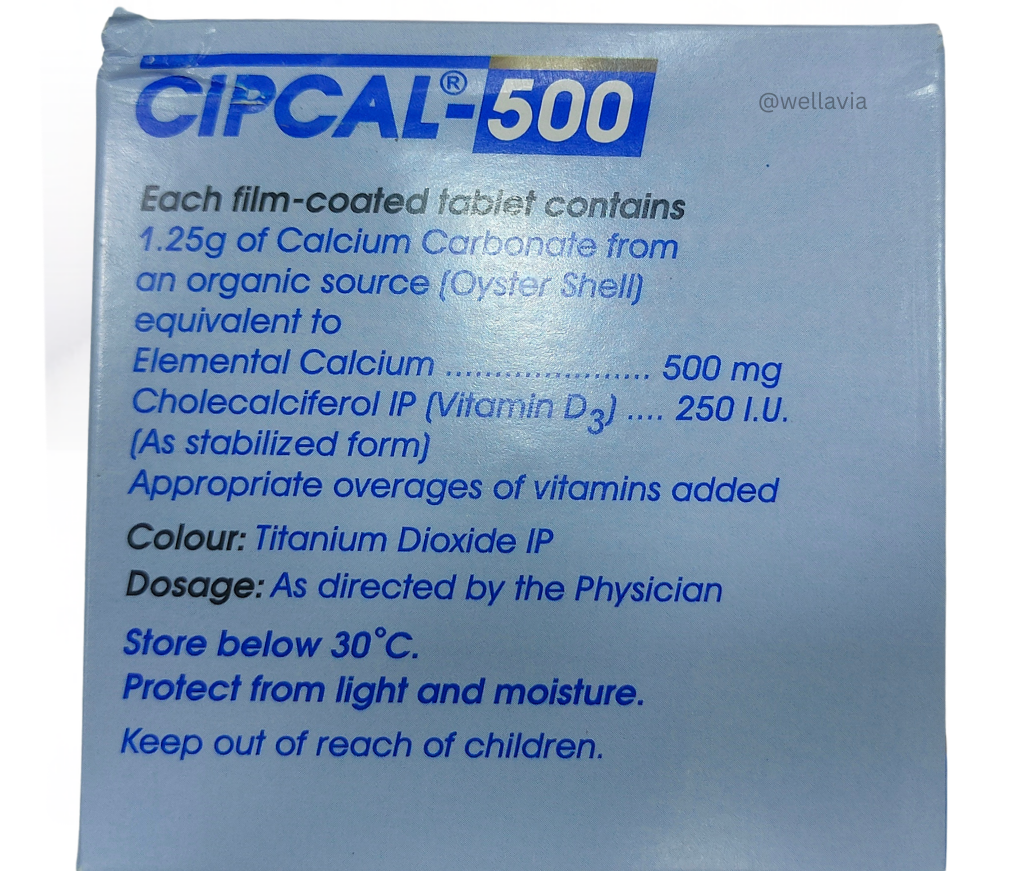 CIPCAL®-500
@wellavia
Each film-coated tablet contains
1.25g of Calcium Carbonate from
an organic source (Oyster Shell)
equivalent to
Elemental Calcium ..................... 500 mg
Cholecalciferol IP (Vitamin D3) .... 250 I.U.
(As stabilized form)
Appropriate overages of vitamins added
Colour: Titanium Dioxide IP
Dosage: As directed by the Physician
Store below 30°C.
Protect from light and moisture.
Keep out of reach of children.